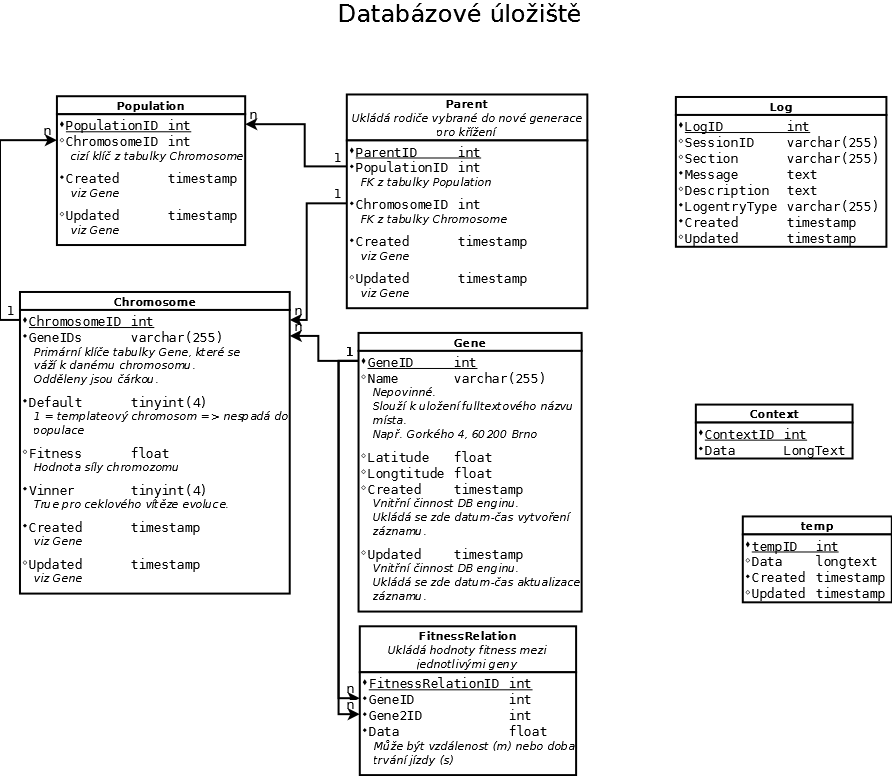 Databázové úložiště
Population
PopulationID int
ChromosomeID int
cizí klíč z tabulky Chromosome
Created timestamp
viz Gene
Updated timestamp
viz Gene
n
n
1
1
Parent
Ukládá rodiče vybrané do nové generace
pro křížení
ParentID int
PopulationID int
FK z tabulky Population
ChromosomeID int
FK z tabulky Chromosome
Created timestamp
viz Gene
Updated timestamp
viz Gene
Log
LogID int
SessionID varchar(255)
Section varchar(255)
Message text
Description text
LogentryType varchar(255)
Created timestamp
Updated timestamp
1
n
n
1
Chromosome
ChromosomeID int
GeneIDs varchar(255)
Primární klíče tabulky Gene, které se
váží k danému chromosomu.
Odděleny jsou čárkou.
Default tinyint(4)
1 = templateový chromosom => nespadá do
populace
Fitness float
Hodnota síly chromozomu
Vinner tinyint(4)
True pro ceklového vítěze evoluce.
Created timestamp
viz Gene
Updated timestamp
viz Gene
Gene
GeneID int
Name varchar(255)
Nepovinné.
Slouží k uložení fulltextového názvu
místa.
Např. Gorkého 4, 60200 Brno
Latitude float
Longtitude float
Created timestamp
Vnitřní činnost DB enginu.
Ukládá se zde datum-čas vytvoření
záznamu.
Updated timestamp
Vnitřní činnost DB enginu.
Ukládá se zde datum-čas aktualizace
záznamu.
Context
ContextID int
Data LongText
temp
tempID int
Data longtext
Created timestamp
Updated timestamp
FitnessRelation
Ukládá hodnoty fitness mezi
jednotlivými geny
FitnessRelationID int
GeneID int
Gene2ID int
Data float
Může být vzdálenost (m) nebo doba
trvání jízdy (s)
n
n